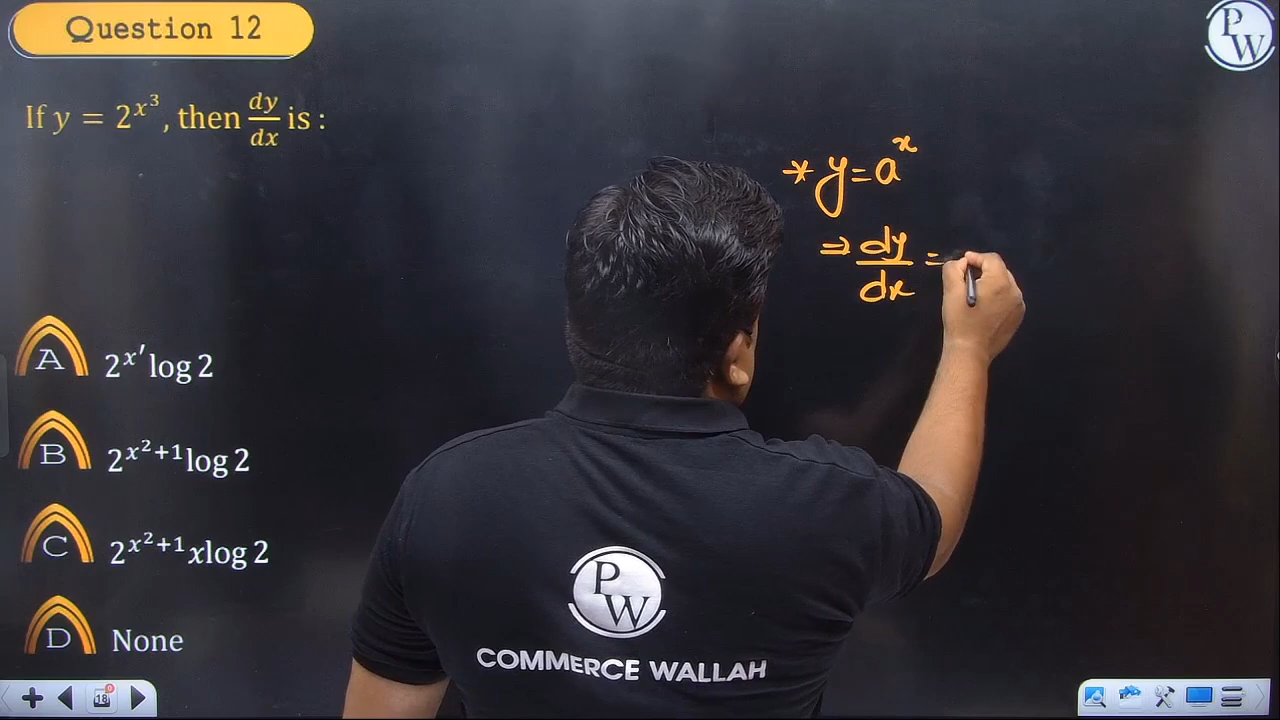 Question 12
PW
If y = 2^{x^3}, then dy/dx is :
* y = a^x
⇒ dy/dx =
A 2^{x′} log 2
B 2^{x^2+1} log 2
C 2^{x^2+1} x log 2
D None
PW
COMMERCE WALLAH
18